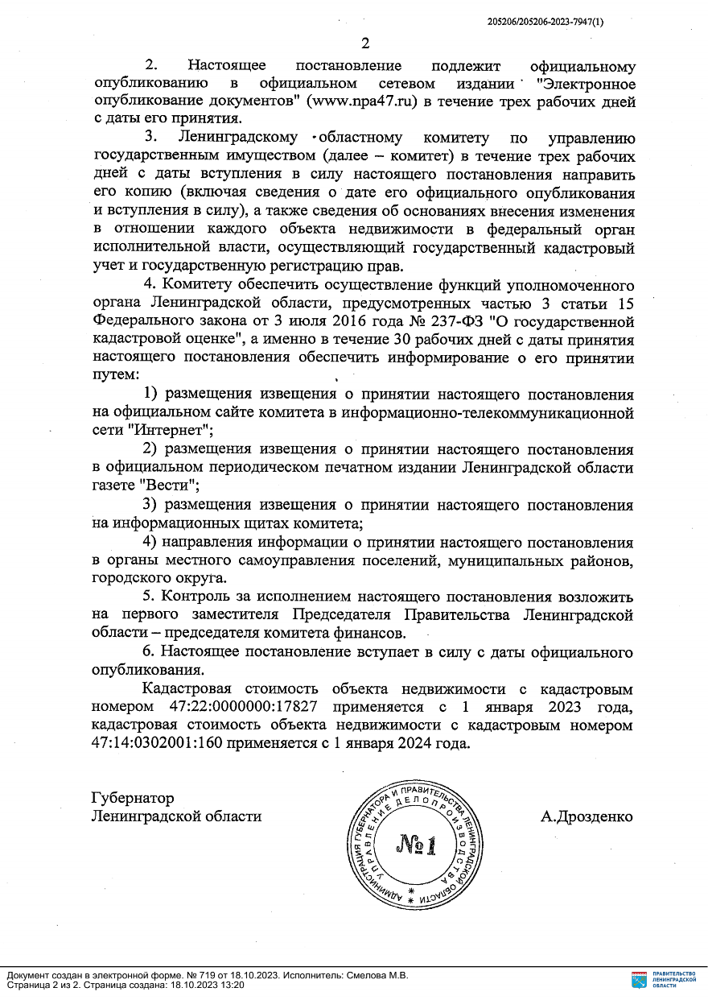 205206/205206-2023-7947(1)
2
2. Настоящее постановление подлежит официальному
опубликованию в официальном сетевом издании "Электронное
опубликование документов" (www.npa47.ru) в течение трех рабочих дней
с даты его принятия.
3. Ленинградскому областному комитету по управлению
государственным имуществом (далее – комитет) в течение трех рабочих
дней с даты вступления в силу настоящего постановления направить
его копию (включая сведения о дате его официального опубликования
и вступления в силу), а также сведения об основаниях внесения изменения
в отношении каждого объекта недвижимости в федеральный орган
исполнительной власти, осуществляющий государственный кадастровый
учет и государственную регистрацию прав.
4. Комитету обеспечить осуществление функций уполномоченного
органа Ленинградской области, предусмотренных частью 3 статьи 15
Федерального закона от 3 июля 2016 года № 237-ФЗ "О государственной
кадастровой оценке", а именно в течение 30 рабочих дней с даты принятия
настоящего постановления обеспечить информирование о его принятии
путем:
1) размещения извещения о принятии настоящего постановления
на официальном сайте комитета в информационно-телекоммуникационной
сети "Интернет";
2) размещения извещения о принятии настоящего постановления
в официальном периодическом печатном издании Ленинградской области
газете "Вести";
3) размещения извещения о принятии настоящего постановления
на информационных щитах комитета;
4) направления информации о принятии настоящего постановления
в органы местного самоуправления поселений, муниципальных районов,
городского округа.
5. Контроль за исполнением настоящего постановления возложить
на первого заместителя Председателя Правительства Ленинградской
области – председателя комитета финансов.
6. Настоящее постановление вступает в силу с даты официального
опубликования.
Кадастровая стоимость объекта недвижимости с кадастровым
номером 47:22:0000000:17827 применяется с 1 января 2023 года,
кадастровая стоимость объекта недвижимости с кадастровым номером
47:14:0302001:160 применяется с 1 января 2024 года.
Губернатор
Ленинградской области
А.Дрозденко
АДМИНИСТРАЦИЯ ГУБЕРНАТОРА И ПРАВИТЕЛЬСТВА ЛЕНИНГРАДСКОЙ ОБЛАСТИ *
УПРАВЛЕНИЕ ДЕЛОПРОИЗВОДСТВА *
№1
Документ создан в электронной форме. № 719 от 18.10.2023. Исполнитель: Смелова М.В.
Страница 2 из 2. Страница создана: 18.10.2023 13:20
ПРАВИТЕЛЬСТВО
ЛЕНИНГРАДСКОЙ
ОБЛАСТИ